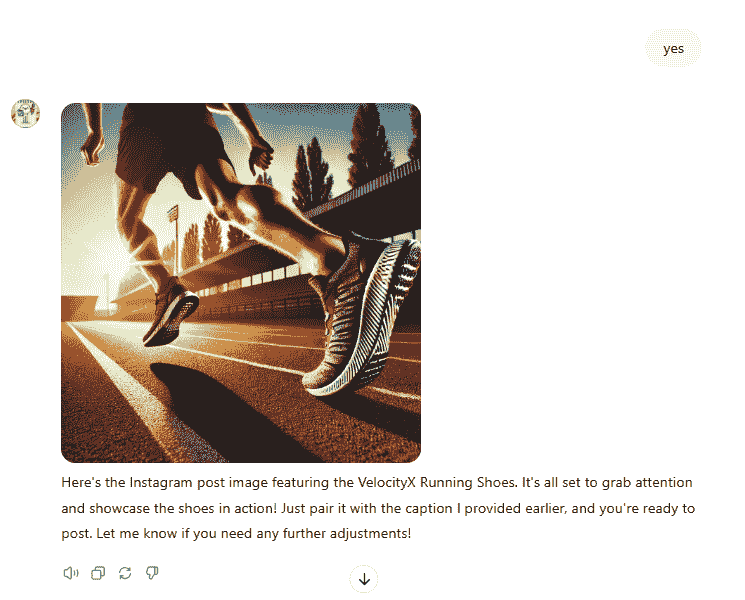 yes
Here's the Instagram post image featuring the VelocityX Running Shoes. It's all set to grab attention
and showcase the shoes in action! Just pair it with the caption I provided earlier, and you're ready to
post. Let me know if you need any further adjustments!